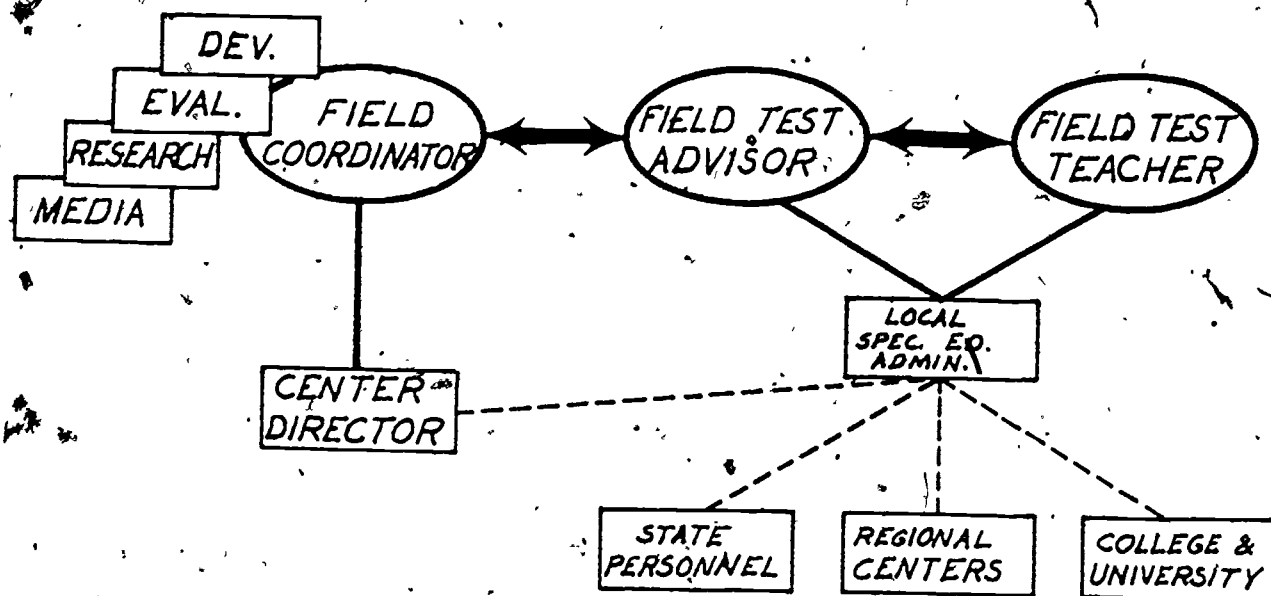 DEV.
EVAL.
RESEARCH
MEDIA
FIELD
COORDINATOR
FIELD TEST
ADVISOR
FIELD TEST
TEACHER
LOCAL
SPEC. ED.
ADMIN.
CENTER
DIRECTOR
STATE
PERSONNEL
REGIONAL
CENTERS
COLLEGE &
UNIVERSITY